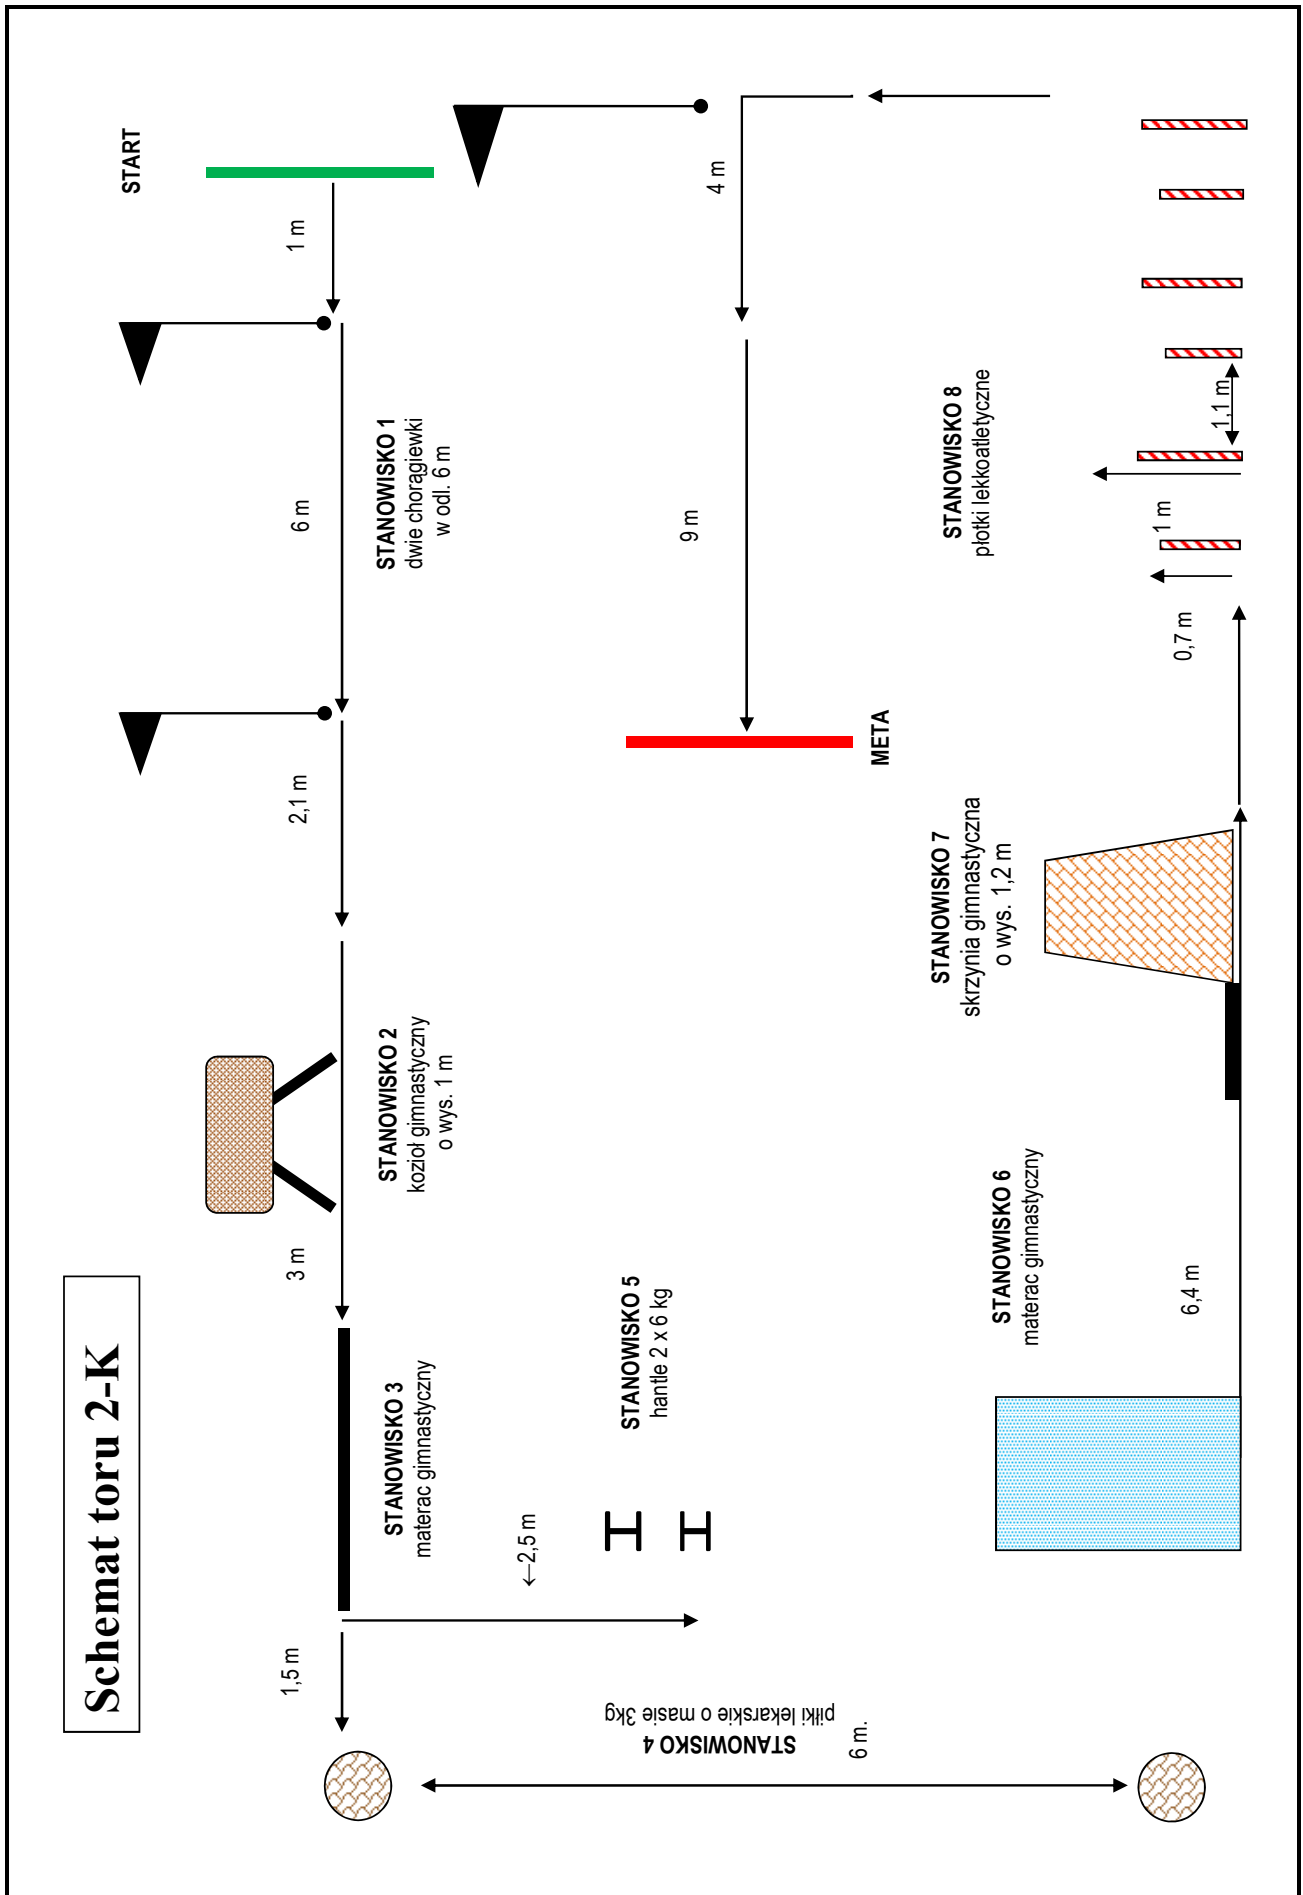 Schemat toru 2-K
START
1 m
6 m
STANOWISKO 1
dwie chorągiewki
w odl. 6 m
2,1 m
STANOWISKO 2
kozioł gimnastyczny
o wys. 1 m
3 m
STANOWISKO 3
materac gimnastyczny
1,5 m
STANOWISKO 4
piłki lekarskie o masie 3kg
6 m.
←2,5 m
STANOWISKO 5
hantle 2 x 6 kg
STANOWISKO 6
materac gimnastyczny
6,4 m
STANOWISKO 7
skrzynia gimnastyczna
o wys. 1,2 m
0,7 m
1 m
1,1 m
STANOWISKO 8
płotki lekkoatletyczne
4 m
9 m
META